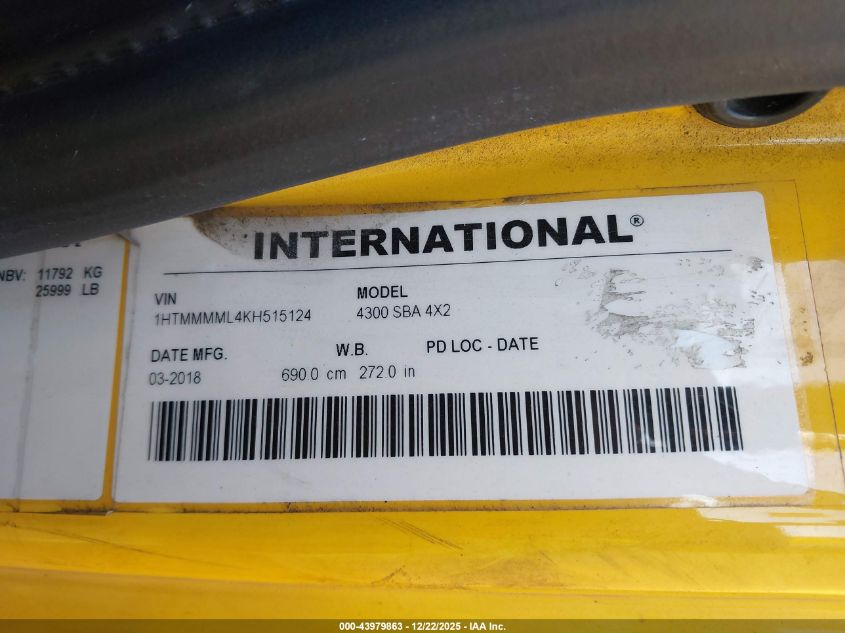 NBV: 11792 KG
25999 LB
INTERNATIONAL®
VIN MODEL
1HTMMMML4KH515124 4300 SBA 4X2
DATE MFG. W.B. PD LOC - DATE
03-2018 690.0 cm 272.0 in
000-43979863 - 12/22/2025 - IAA Inc.